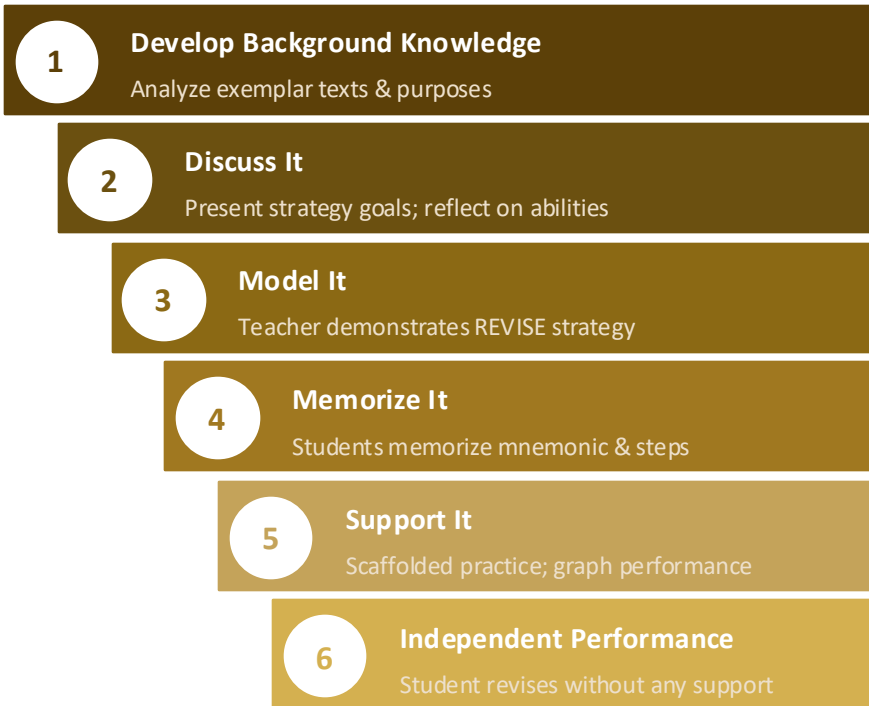 1
Develop Background Knowledge
Analyze exemplar texts & purposes
2
Discuss It
Present strategy goals; reflect on abilities
3
Model It
Teacher demonstrates REVISE strategy
4
Memorize It
Students memorize mnemonic & steps
5
Support It
Scaffolded practice; graph performance
6
Independent Performance
Student revises without any support